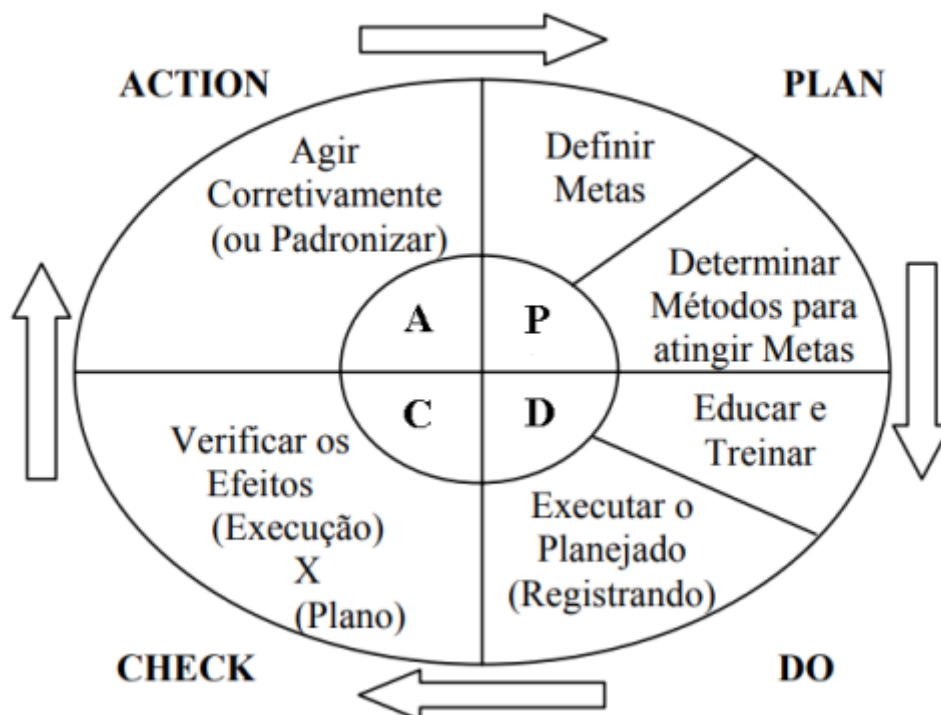 ACTION
PLAN
Agir
Corretivamente
(ou Padronizar)
Definir
Metas
Determinar
Métodos para
atingir Metas
A
P
C
D
Educar e
Treinar
Verificar os
Efeitos
(Execução)
X
(Plano)
Executar o
Planejado
(Registrando)
CHECK
DO